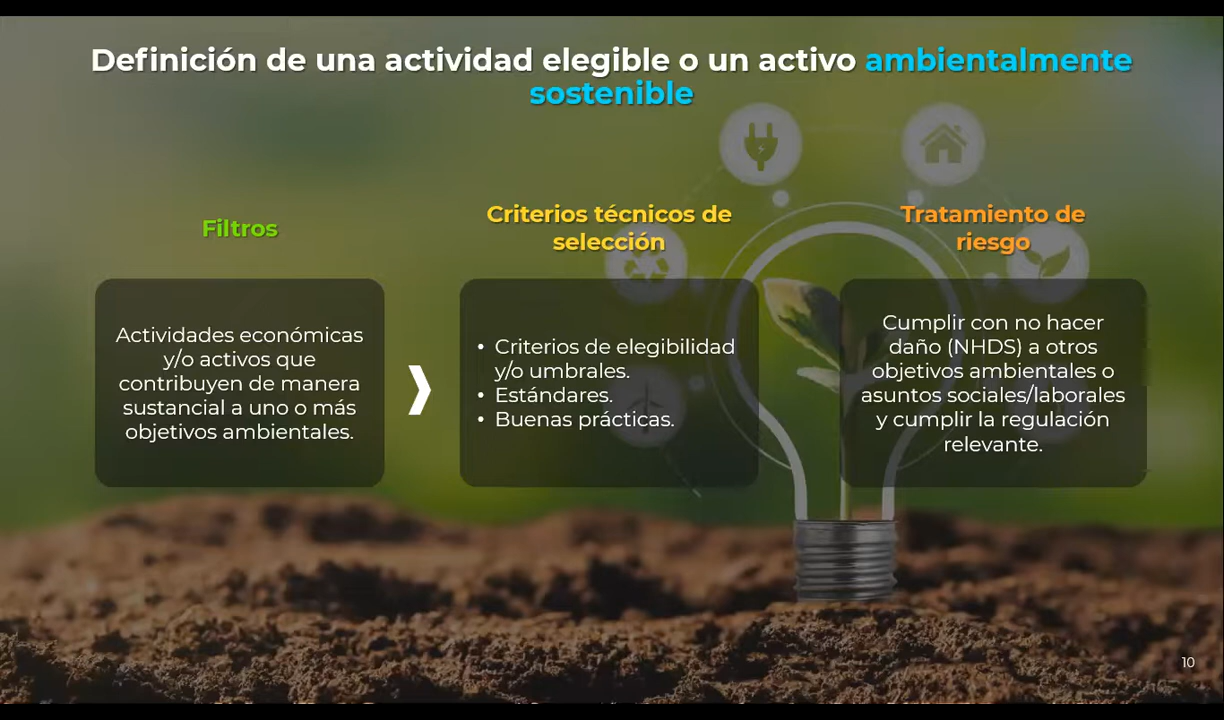 Definición de una actividad elegible o un activo ambientalmente
sostenible
Filtros
Actividades económicas
y/o activos que
contribuyen de manera
sustancial a uno o más
objetivos ambientales.
Criterios técnicos de
selección
• Criterios de elegibilidad
y/o umbrales.
• Estándares.
• Buenas prácticas.
Tratamiento de
riesgo
Cumplir con no hacer
daño (NHDS) a otros
objetivos ambientales o
asuntos sociales/laborales
y cumplir la regulación
relevante.
10